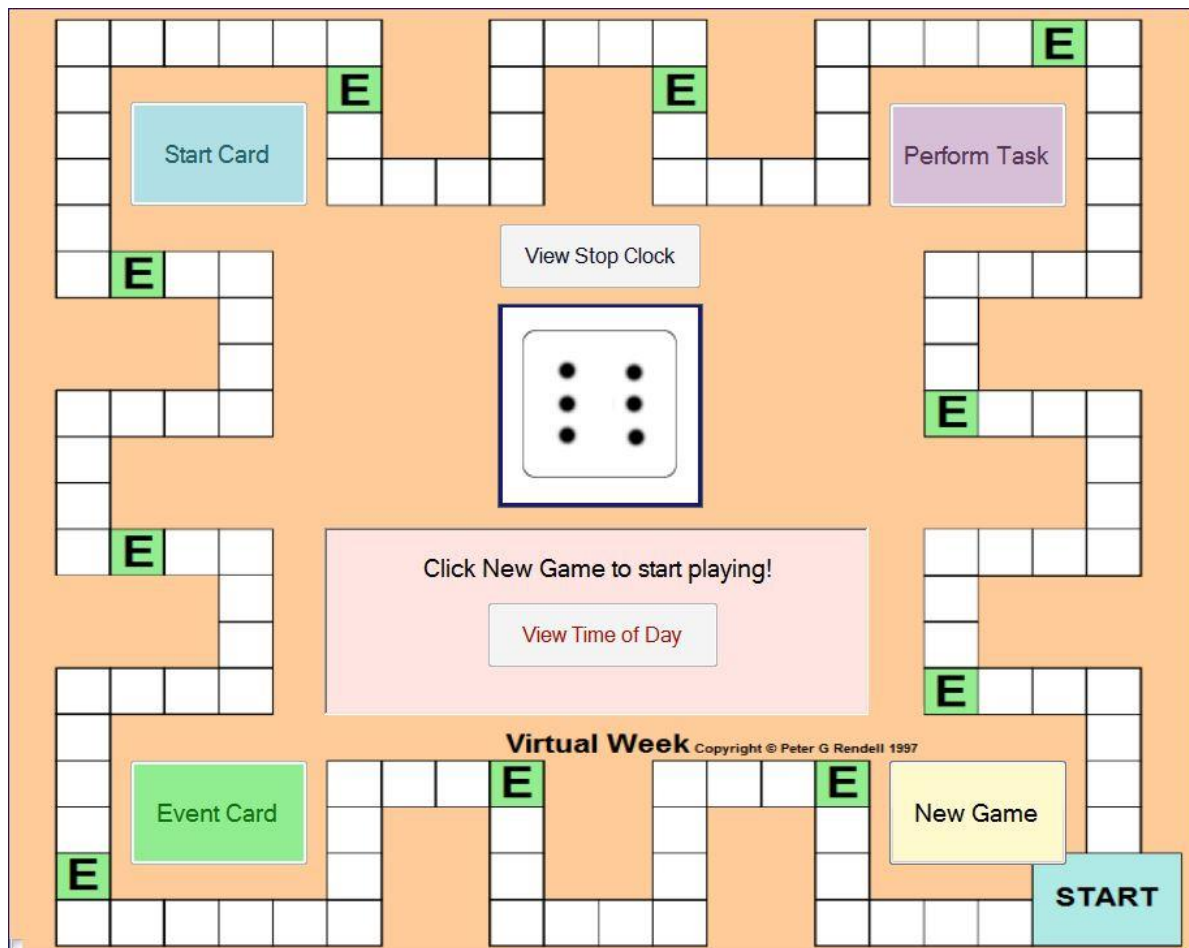 E
E
E
Start Card
Perform Task
View Stop Clock
E
E
E
Click New Game to start playing!
View Time of Day
E
Virtual Week Copyright © Peter G Rendell 1997
E
E
Event Card
New Game
E
START